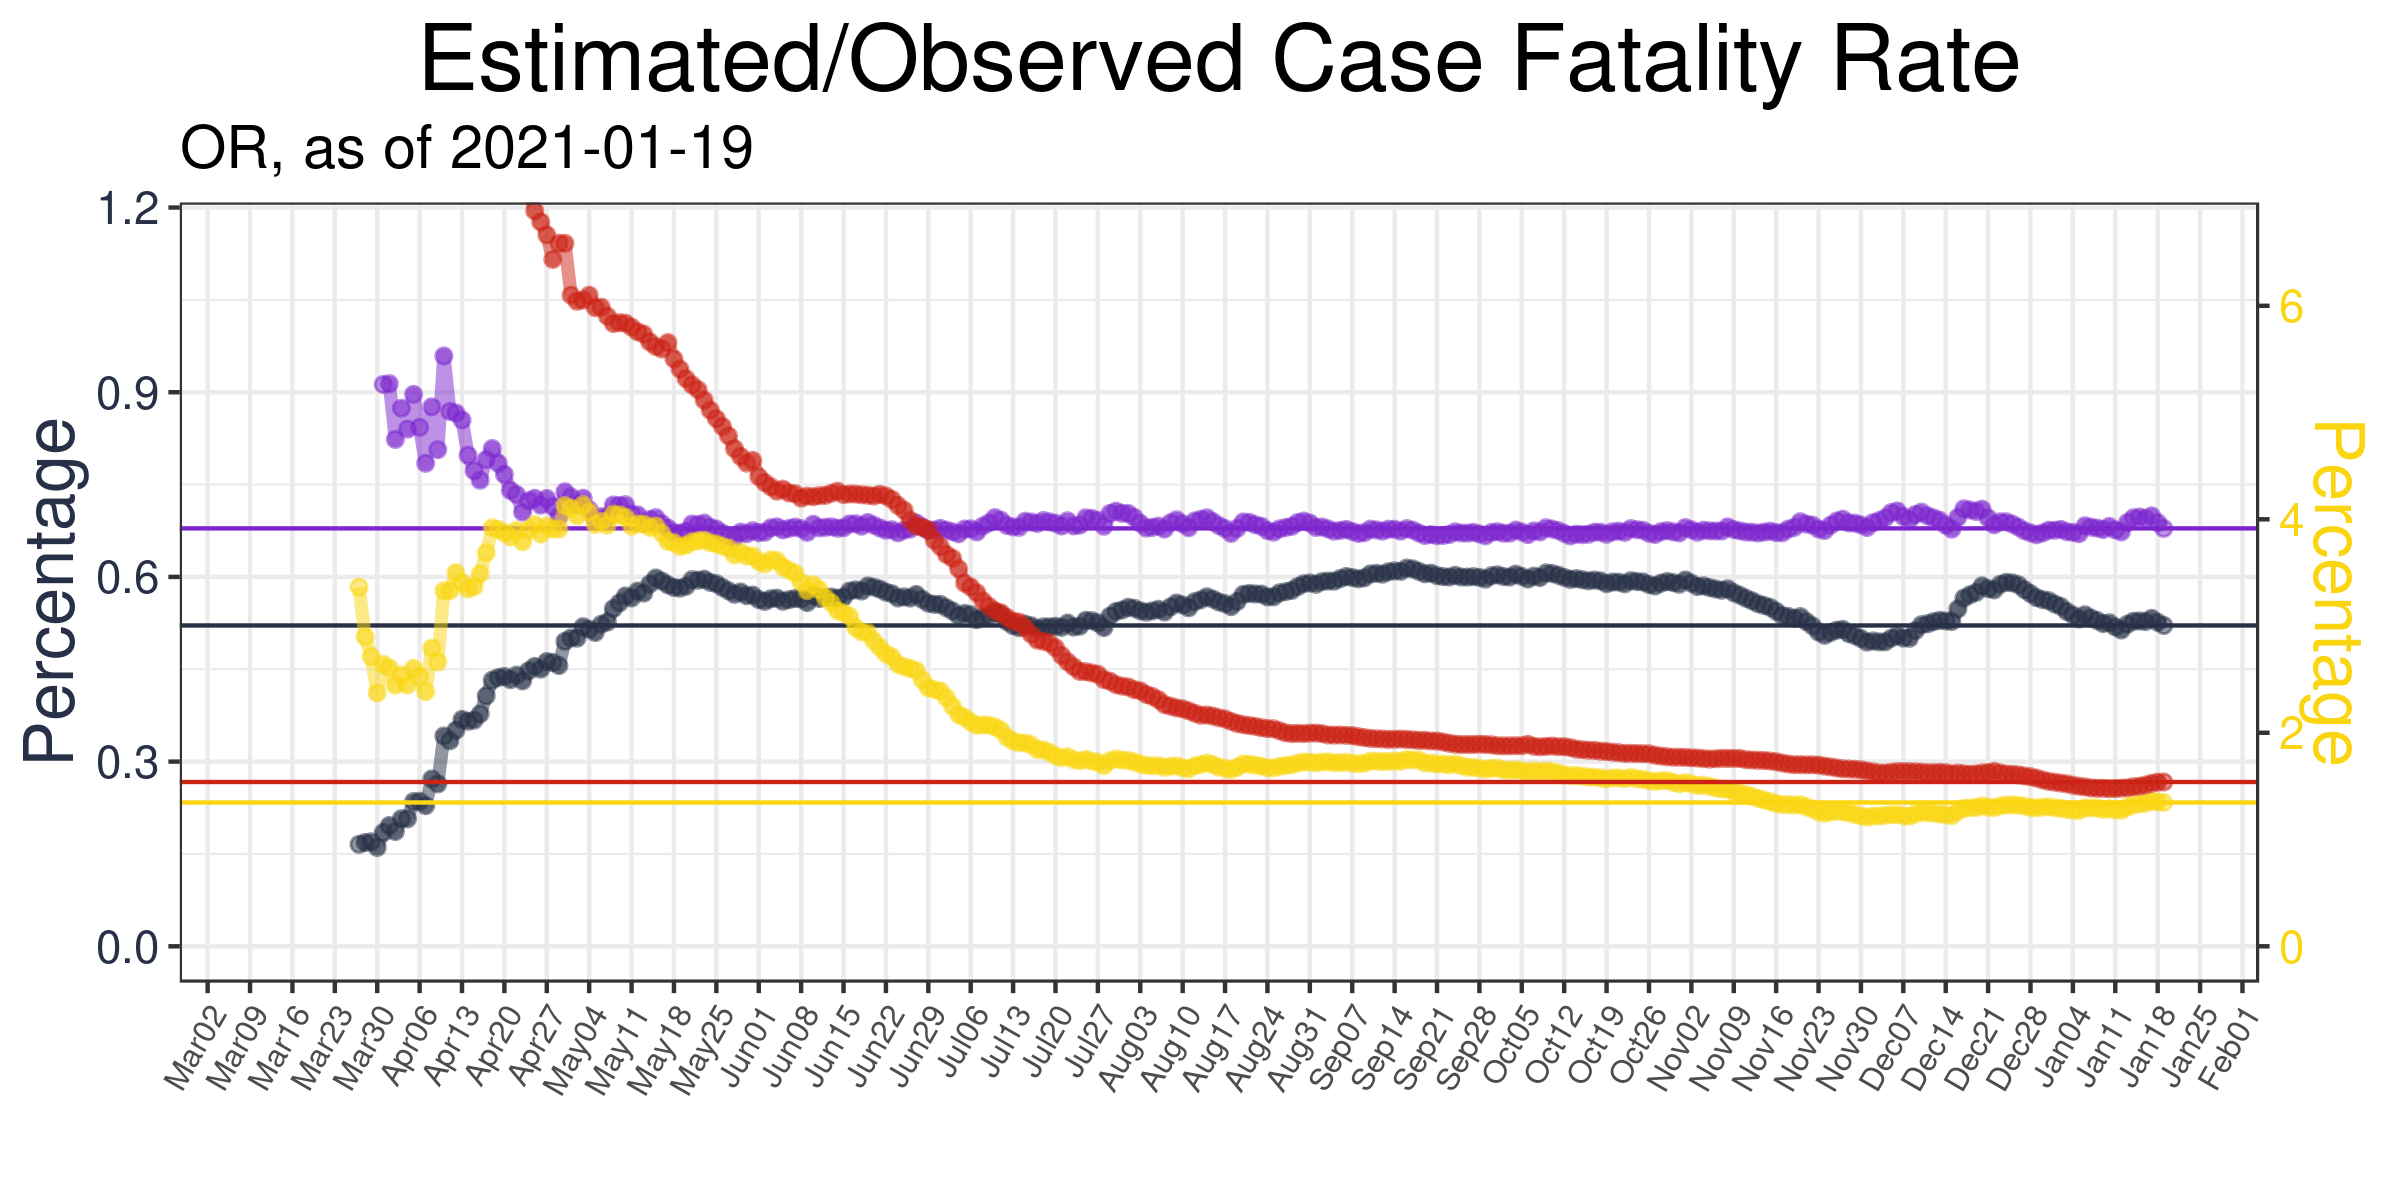 Estimated/Observed Case Fatality Rate
OR, as of 2021-01-19
Percentage
1.2
0.9
0.6
0.3
0.0
6
4
2
0
Percentage
Mar02
Mar09
Mar16
Mar23
Mar30
Apr06
Apr13
Apr20
Apr27
May04
May11
May18
May25
Jun01
Jun08
Jun15
Jun22
Jun29
Jul06
Jul13
Jul20
Jul27
Aug03
Aug10
Aug17
Aug24
Aug31
Sep07
Sep14
Sep21
Sep28
Oct05
Oct12
Oct19
Oct26
Nov02
Nov09
Nov16
Nov23
Nov30
Dec07
Dec14
Dec21
Dec28
Jan04
Jan11
Jan18
Jan25
Feb01